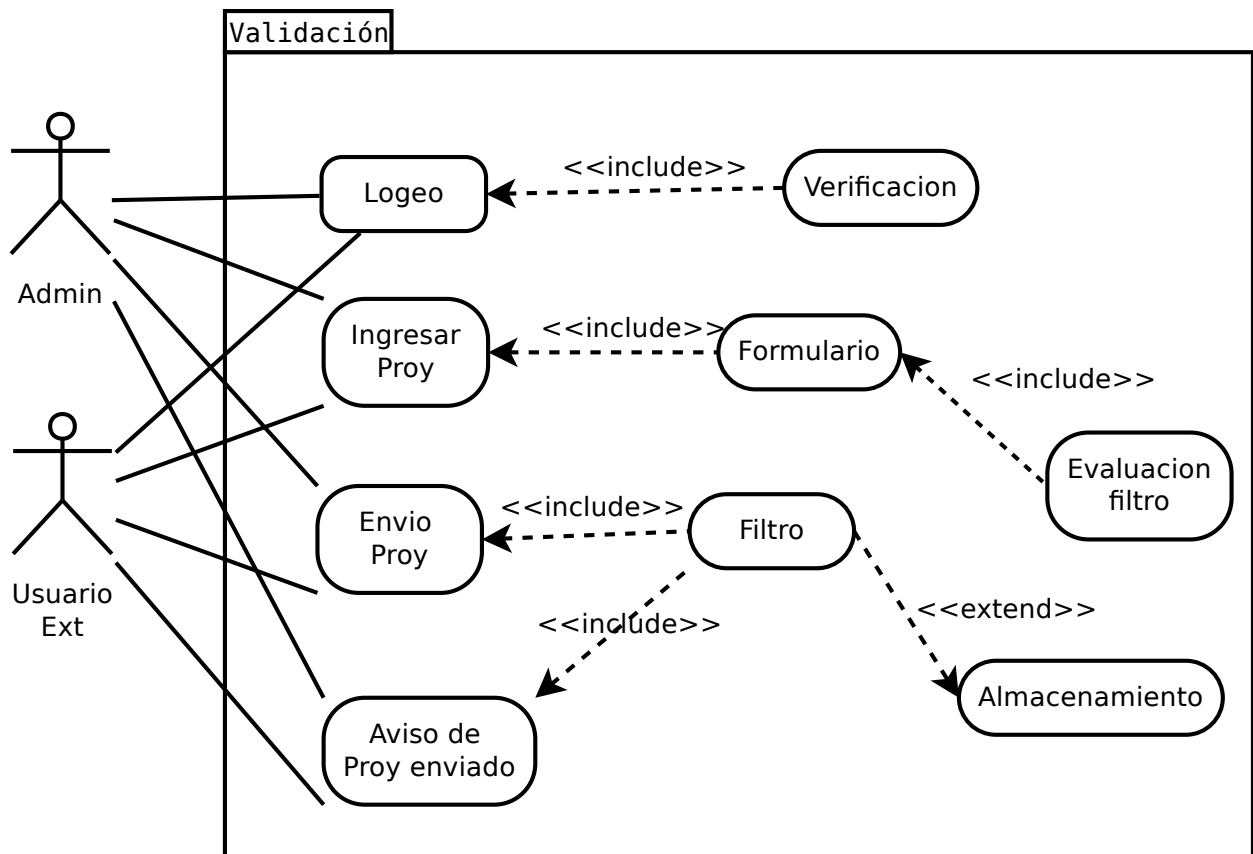 Validación
<<include>>
Logeo
Verificacion
Admin
Ingresar
Proy
<<include>>
Formulario
<<include>>
Evaluacion
filtro
Envio
Proy
<<include>>
Filtro
Usuario
Ext
<<include>>
<<extend>>
Aviso de
Proy enviado
Almacenamiento